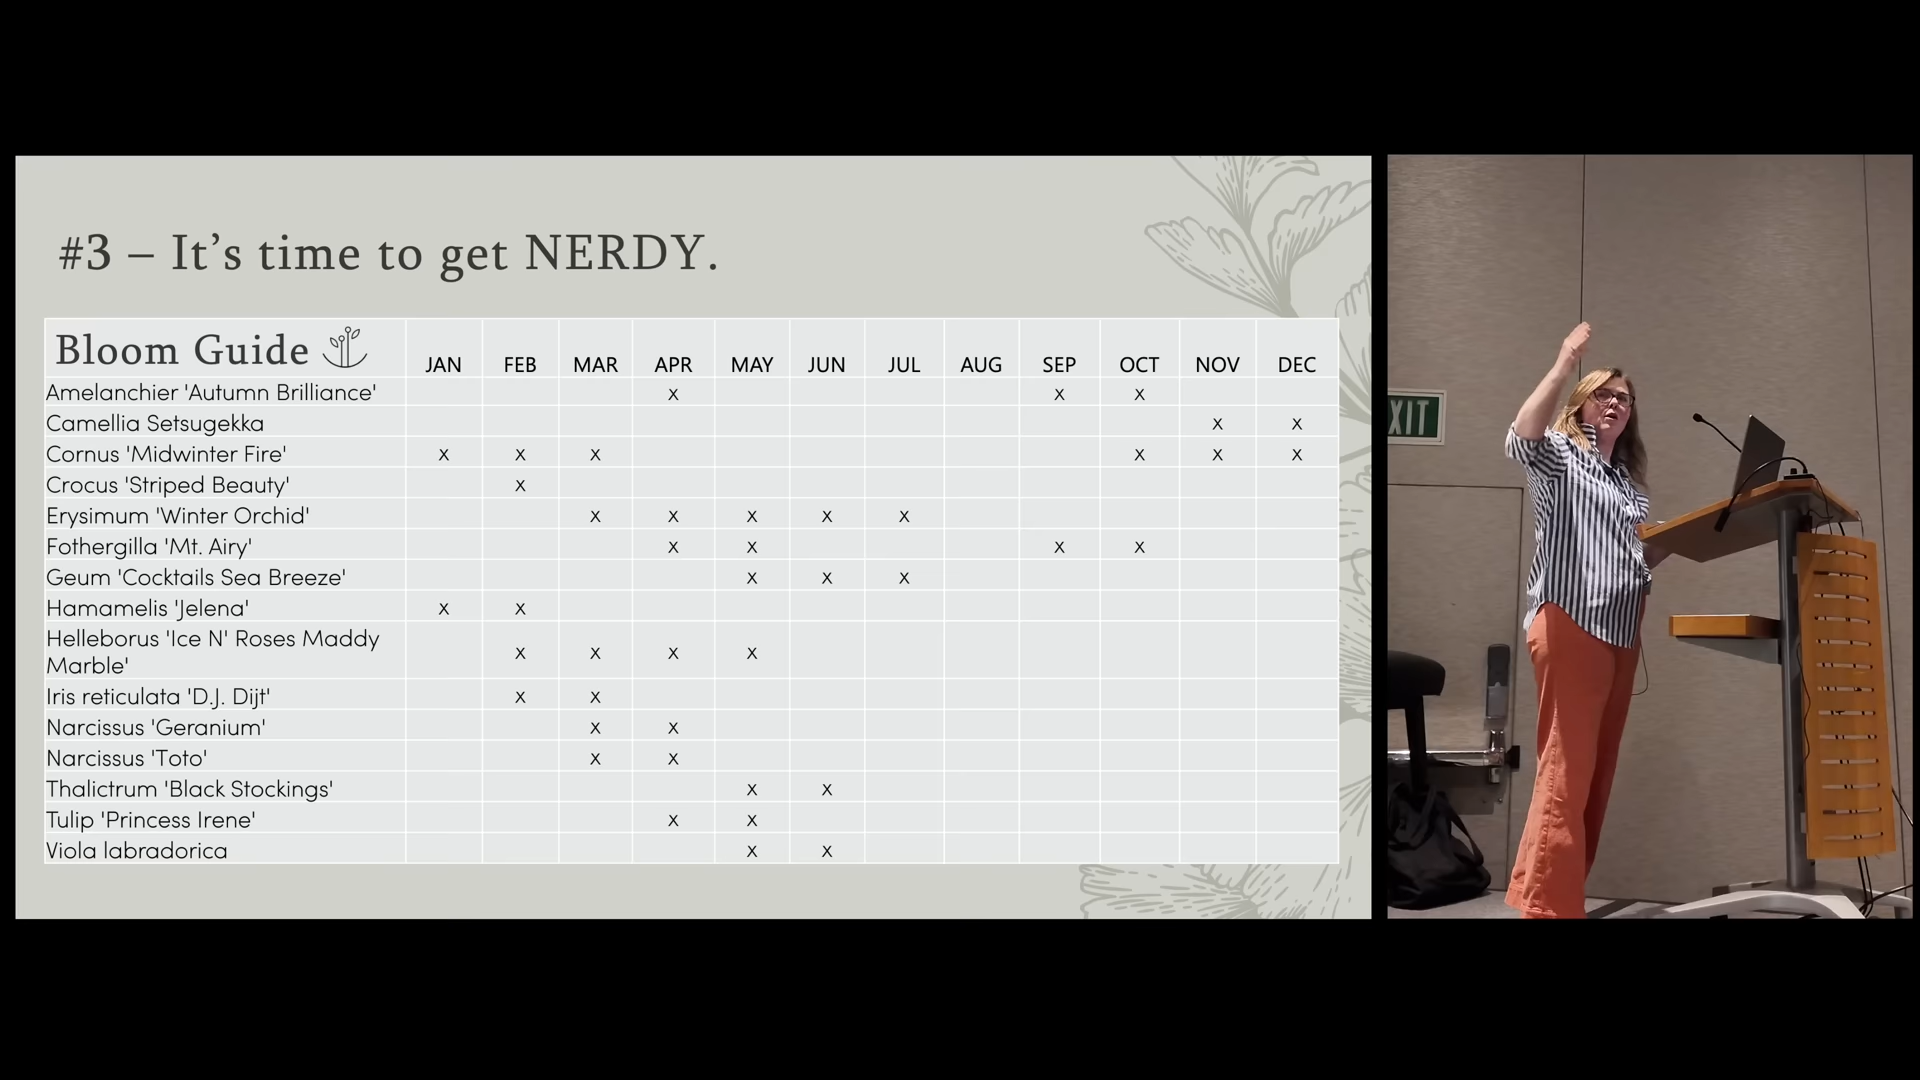 #3 – It's time to get NERDY.
Bloom Guide JAN FEB MAR APR MAY JUN JUL AUG SEP OCT NOV DEC
Amelanchier 'Autumn Brilliance' x x x
Camellia Setsugekka x x
Cornus 'Midwinter Fire' x x x x x x
Crocus 'Striped Beauty' x
Erysimum 'Winter Orchid' x x x x x
Fothergilla 'Mt. Airy' x x x x
Geum 'Cocktails Sea Breeze' x x x
Hamamelis 'Jelena' x x
Helleborus 'Ice N' Roses Maddy
Marble' x x x x
Iris reticulata 'D.J. Dijt' x x
Narcissus 'Geranium' x x
Narcissus 'Toto' x x
Thalictrum 'Black Stockings' x x
Tulip 'Princess Irene' x x
Viola labradorica x x
XIT